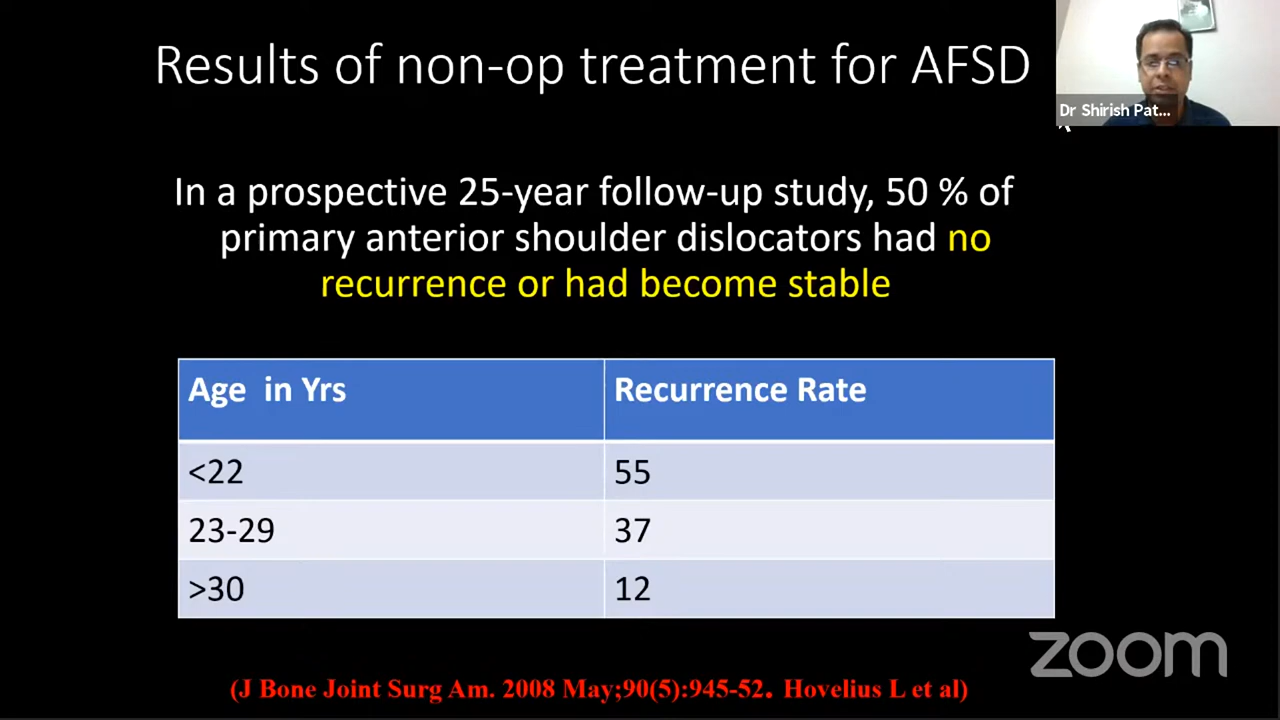 Results of non-op treatment for AFSD
Dr Shirish Pat...
In a prospective 25-year follow-up study, 50 % of
primary anterior shoulder dislocators had no
recurrence or had become stable
Age in Yrs Recurrence Rate
<22 55
23-29 37
>30 12
zoom
(J Bone Joint Surg Am. 2008 May;90(5):945-52. Hovelius L et al)